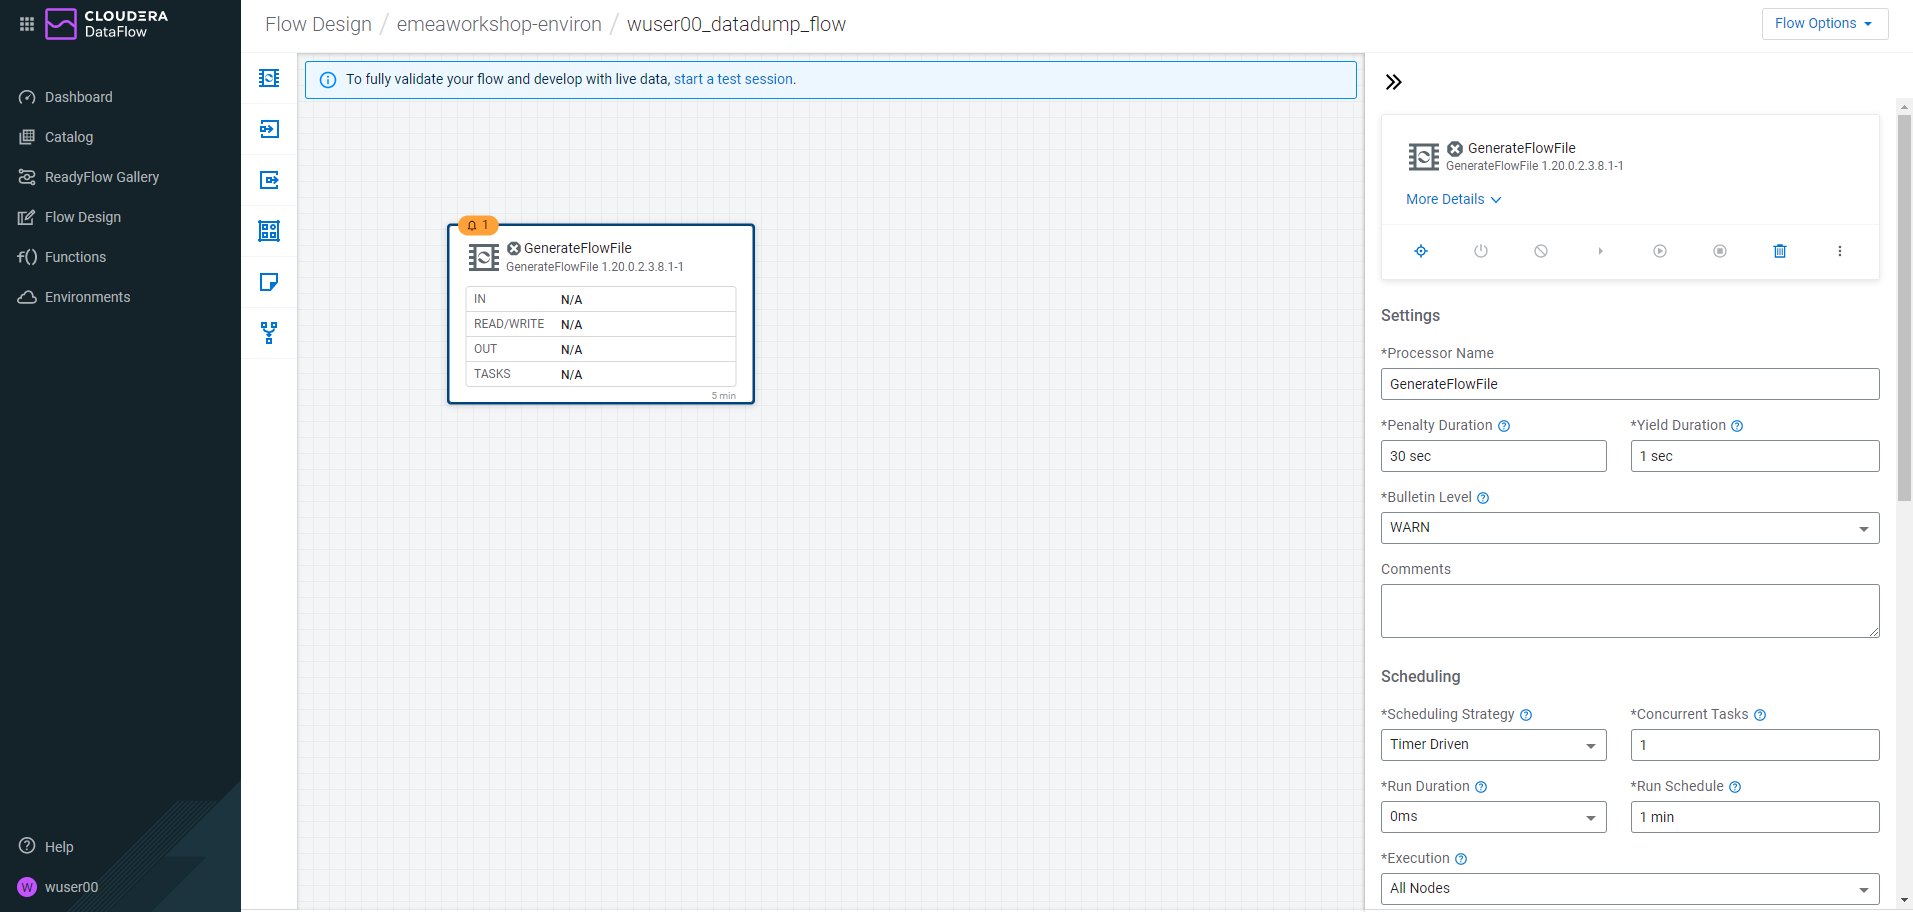 CLOUDERA
DataFlow
Dashboard
Catalog
ReadyFlow Gallery
Flow Design
Functions
Environments
Help
W wuser00
Flow Design / emeaworkshop-environ / wuser00_datadump_flow
Flow Options
To fully validate your flow and develop with live data, start a test session.
1
GenerateFlowFile
GenerateFlowFile 1.20.0.2.3.8.1-1
IN N/A
READ/WRITE N/A
OUT N/A
TASKS N/A
5 min
GenerateFlowFile
GenerateFlowFile 1.20.0.2.3.8.1-1
More Details
Settings
*Processor Name
GenerateFlowFile
*Penalty Duration *Yield Duration
30 sec 1 sec
*Bulletin Level
WARN
Comments
Scheduling
*Scheduling Strategy *Concurrent Tasks
Timer Driven 1
*Run Duration *Run Schedule
0ms 1 min
*Execution
All Nodes